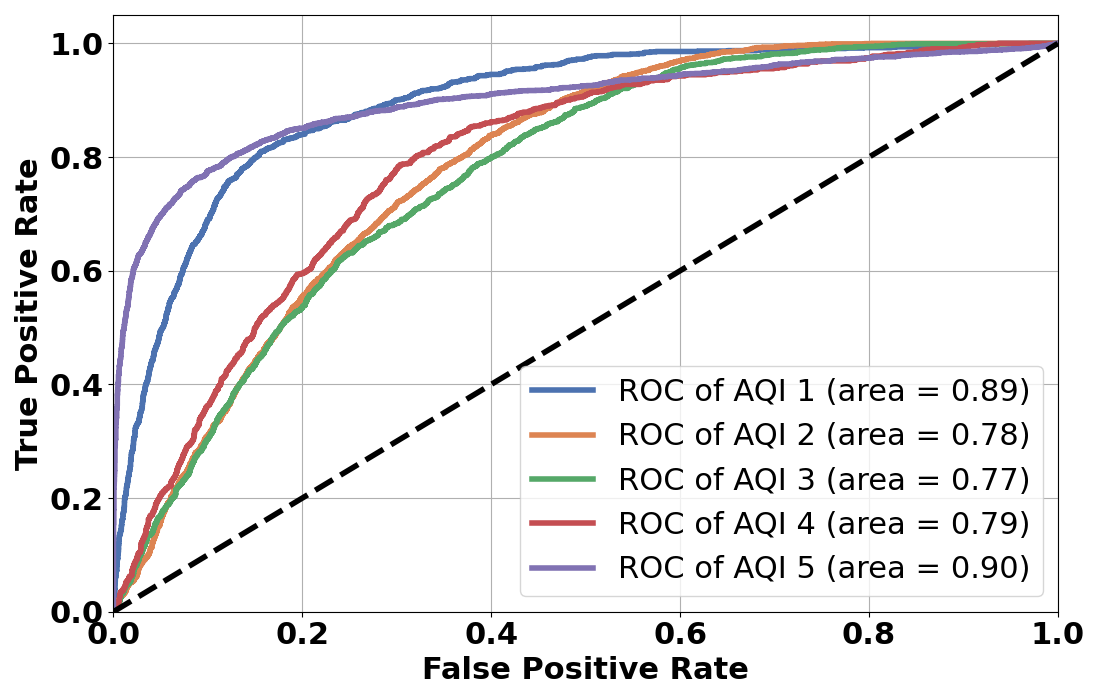 True Positive Rate
1.0
0.8
0.6
0.4
0.2
0.0
ROC of AQI 1 (area = 0.89)
ROC of AQI 2 (area = 0.78)
ROC of AQI 3 (area = 0.77)
ROC of AQI 4 (area = 0.79)
ROC of AQI 5 (area = 0.90)
0.0 0.2 0.4 0.6 0.8 1.0
False Positive Rate